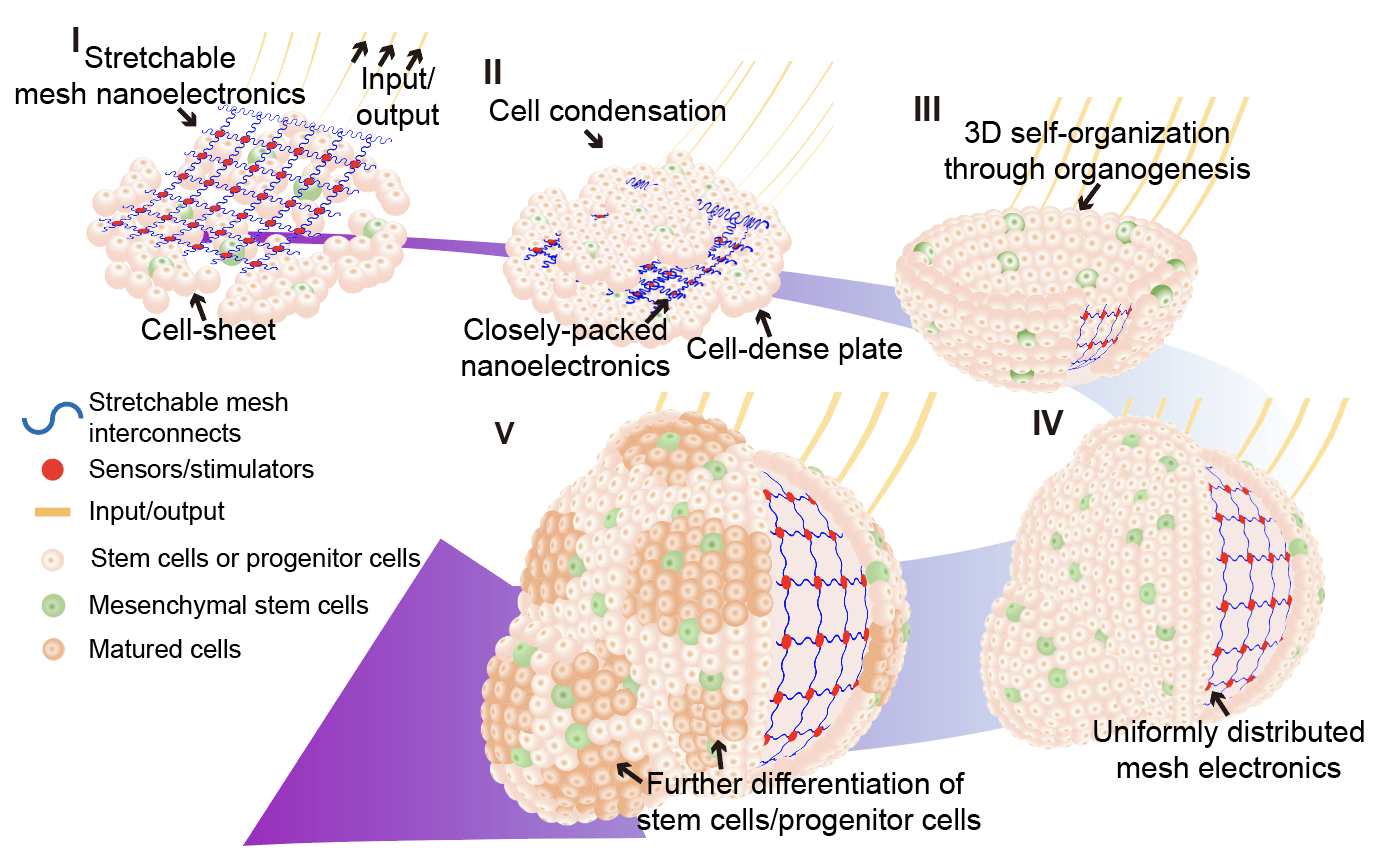 I
Stretchable
mesh nanoelectronics
Input/
output
Cell-sheet
II
Cell condensation
Closely-packed
nanoelectronics
Cell-dense plate
III
3D self-organization
through organogenesis
Stretchable mesh
interconnects
Sensors/stimulators
Input/output
Stem cells or progenitor cells
Mesenchymal stem cells
Matured cells
V
Further differentiation of
stem cells/progenitor cells
IV
Uniformly distributed
mesh electronics